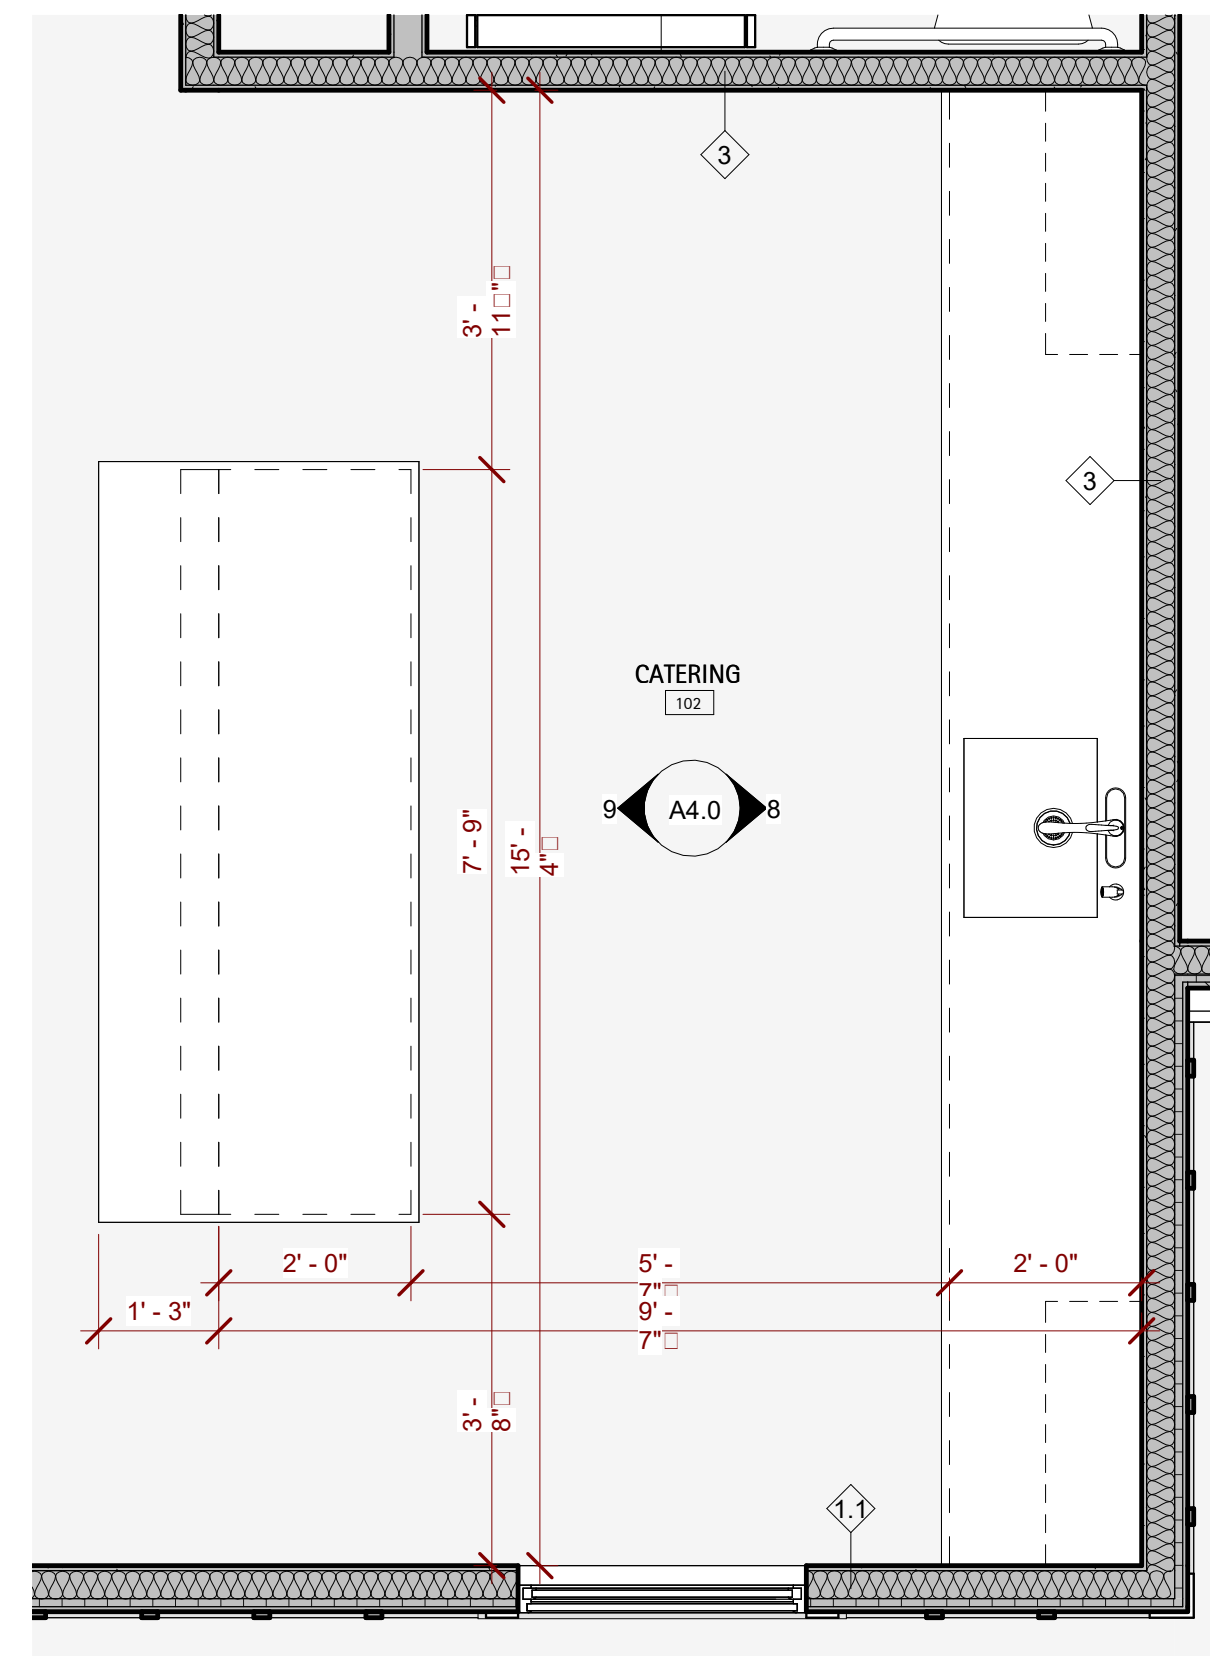 3
3' -
11□"□
3
CATERING
102
9
A4.0
8
7' - 9"
15' -
4"□
2' - 0"
5' -
7"□
2' - 0"
1' - 3"
9' -
7"□
3' -
8"□
1.1